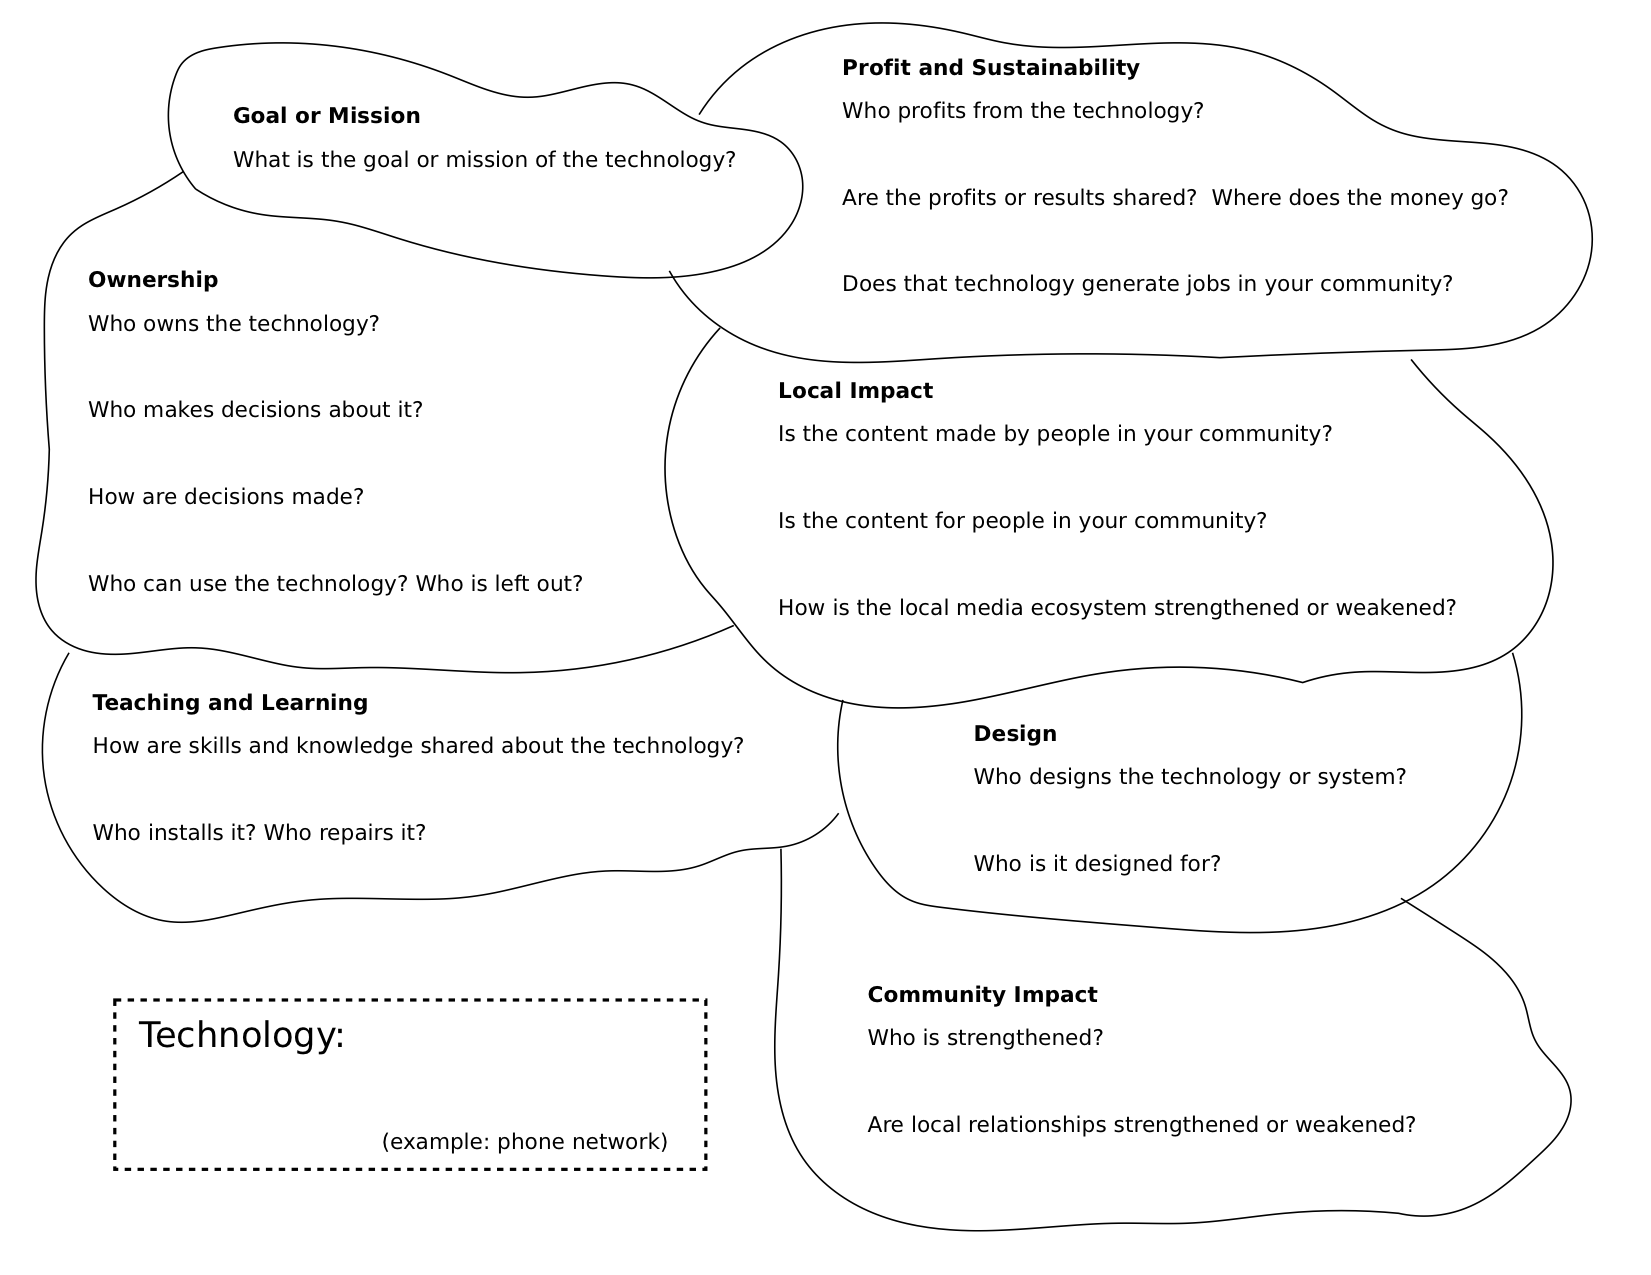 Goal or Mission
What is the goal or mission of the technology?
Profit and Sustainability
Who profits from the technology?
Are the profits or results shared?  Where does the money go?
Does that technology generate jobs in your community?
Ownership
Who owns the technology?
Who makes decisions about it?
How are decisions made?
Who can use the technology? Who is left out?
Local Impact
Is the content made by people in your community?
Is the content for people in your community?
How is the local media ecosystem strengthened or weakened?
Teaching and Learning
How are skills and knowledge shared about the technology?
Who installs it? Who repairs it?
Design
Who designs the technology or system?
Who is it designed for?
Community Impact
Who is strengthened?
Are local relationships strengthened or weakened?
Technology:
(example: phone network)